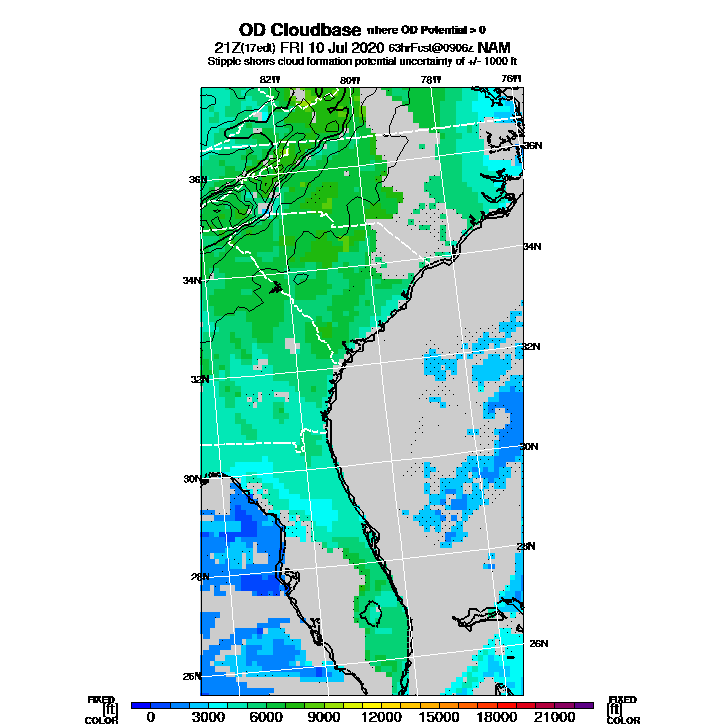 OD Cloudbase where OD Potential > 0
21Z(17edt) FRI 10 Jul 2020 63hrFcst@0906z NAM
Stipple shows cloud formation potential uncertainty of +/- 1000 ft
82W 80W 78W 76W
36N
36N
34N
34N
32N
32N
30N
30N
28N
28N
26N
26N
FIXED [ft] COLOR
0 3000 6000 9000 12000 15000 18000 21000
FIXED [ft] COLOR